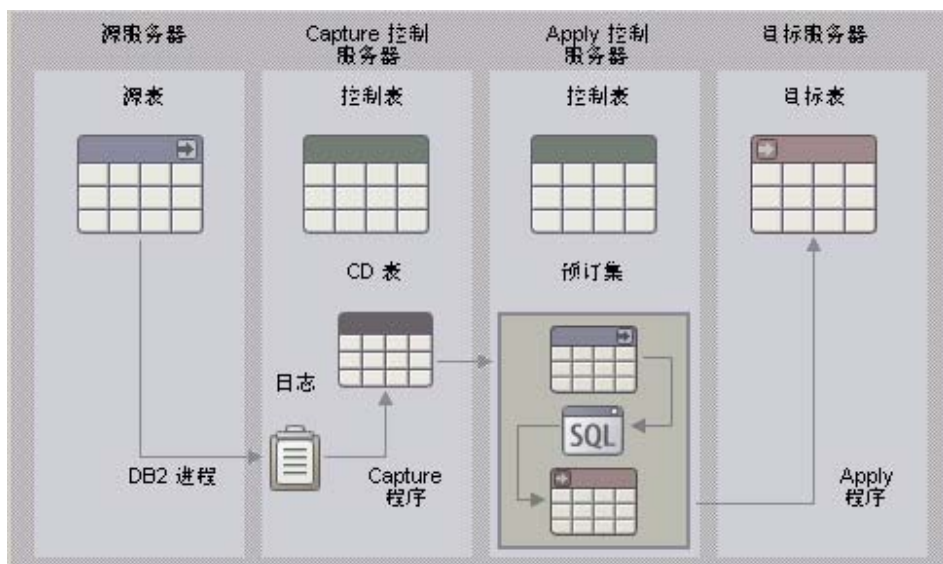 源服务器
Capture 控制
服务器
Apply 控制
服务器
目标服务器
源表
控制表
控制表
目标表
CD 表
预订集
日志
SQL
DB2 进程
Capture
程序
Apply
程序